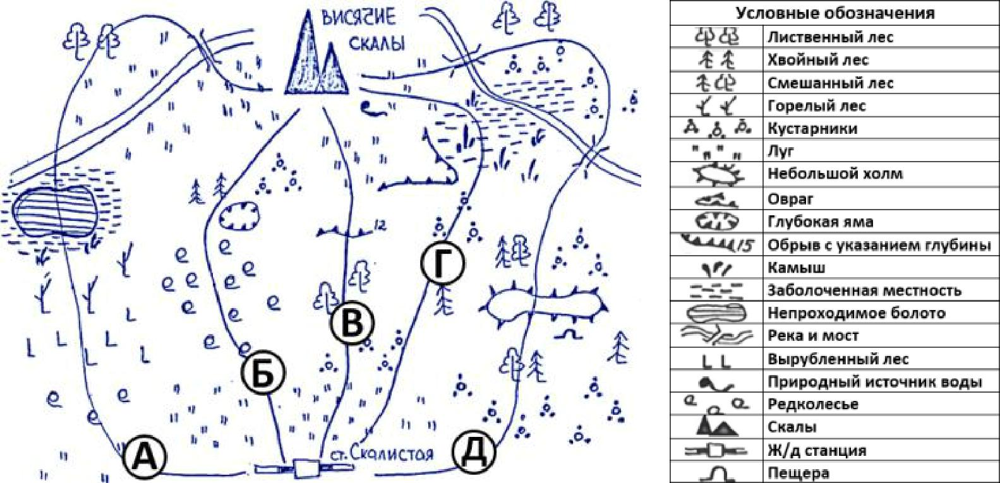 ВИСЯЧИЕ
СКАЛЫ
12
Г
В
Б
А
Д
ст. Скалистая
Условные обозначения
Лиственный лес
Хвойный лес
Смешанный лес
Горелый лес
Кустарники
Луг
Небольшой холм
Овраг
Глубокая яма
15 Обрыв с указанием глубины
Камыш
Заболоченная местность
Непроходимое болото
Река и мост
Вырубленный лес
Природный источник воды
Редколесье
Скалы
Ж/д станция
Пещера